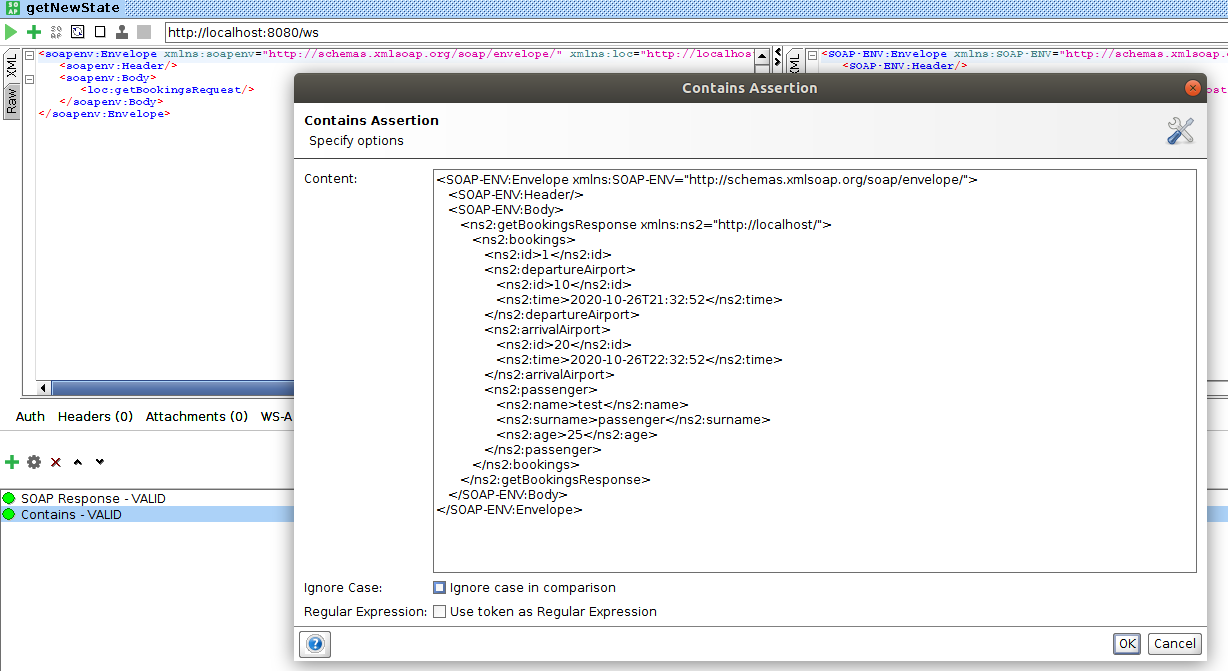 SO
AP
getNewState
SO
AP
http://localhost:8080/ws
XML
Raw
<soapenv:Envelope xmlns:soapenv="http://schemas.xmlsoap.org/soap/envelope/" xmlns:loc="http://localhos
<soapenv:Header/>
<soapenv:Body>
<loc:getBookingsRequest/>
</soapenv:Body>
</soapenv:Envelope>
XML
<SOAP-ENV:Envelope xmlns:SOAP-ENV="http://schemas.xmlsoap.
<SOAP-ENV:Header/>
ost
Contains Assertion
Contains Assertion
Specify options
Content:
<SOAP-ENV:Envelope xmlns:SOAP-ENV="http://schemas.xmlsoap.org/soap/envelope/">
<SOAP-ENV:Header/>
<SOAP-ENV:Body>
<ns2:getBookingsResponse xmlns:ns2="http://localhost/">
<ns2:bookings>
<ns2:id>1</ns2:id>
<ns2:departureAirport>
<ns2:id>10</ns2:id>
<ns2:time>2020-10-26T21:32:52</ns2:time>
</ns2:departureAirport>
<ns2:arrivalAirport>
<ns2:id>20</ns2:id>
<ns2:time>2020-10-26T22:32:52</ns2:time>
</ns2:arrivalAirport>
<ns2:passenger>
<ns2:name>test</ns2:name>
<ns2:surname>passenger</ns2:surname>
<ns2:age>25</ns2:age>
</ns2:passenger>
</ns2:bookings>
</ns2:getBookingsResponse>
</SOAP-ENV:Body>
</SOAP-ENV:Envelope>
Auth Headers (0) Attachments (0) WS-A
SOAP Response - VALID
Contains - VALID
Ignore Case: Ignore case in comparison
Regular Expression: Use token as Regular Expression
? OK Cancel